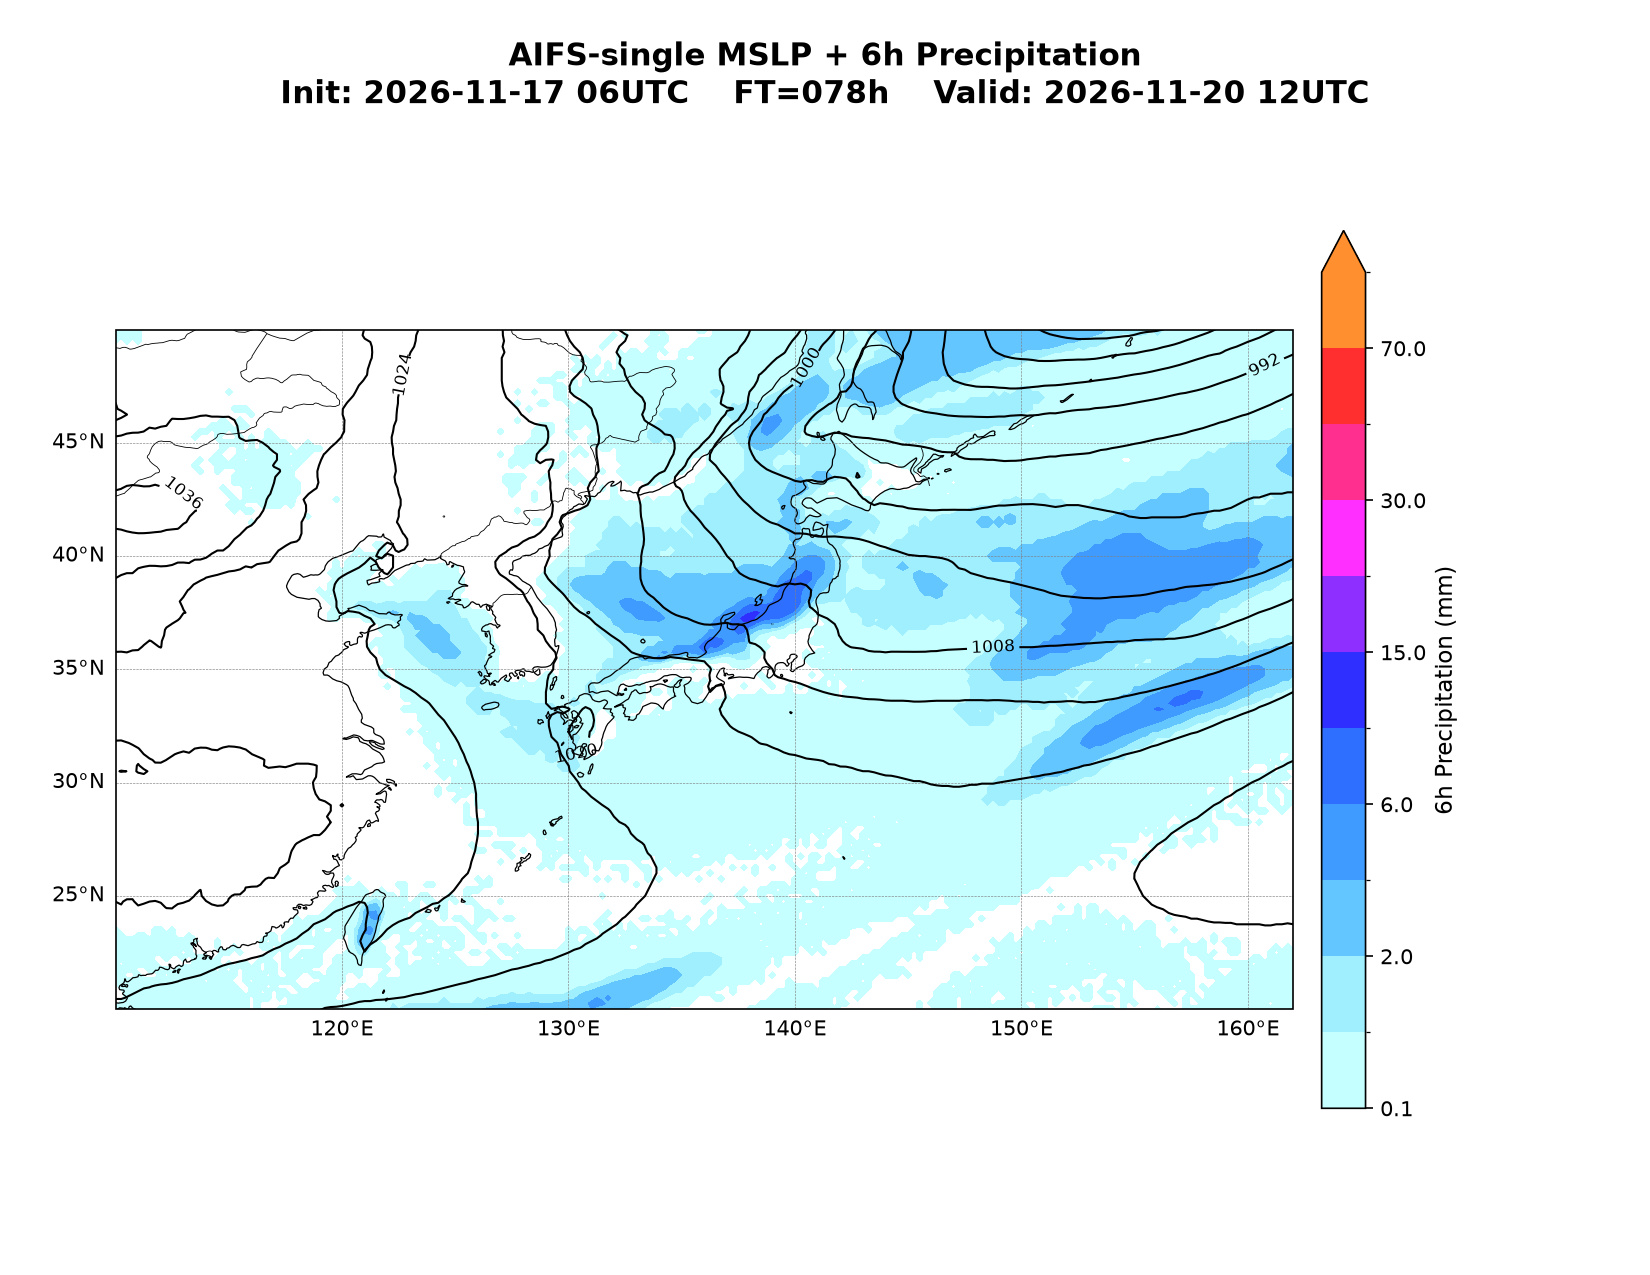 AIFS-single MSLP + 6h Precipitation
Init: 2026-11-17 06UTC    FT=078h    Valid: 2026-11-20 12UTC
1024
1000
992
1036
1008
1020
45°N
40°N
35°N
30°N
25°N
120°E
130°E
140°E
150°E
160°E
70.0
30.0
15.0
6.0
2.0
0.1
6h Precipitation (mm)